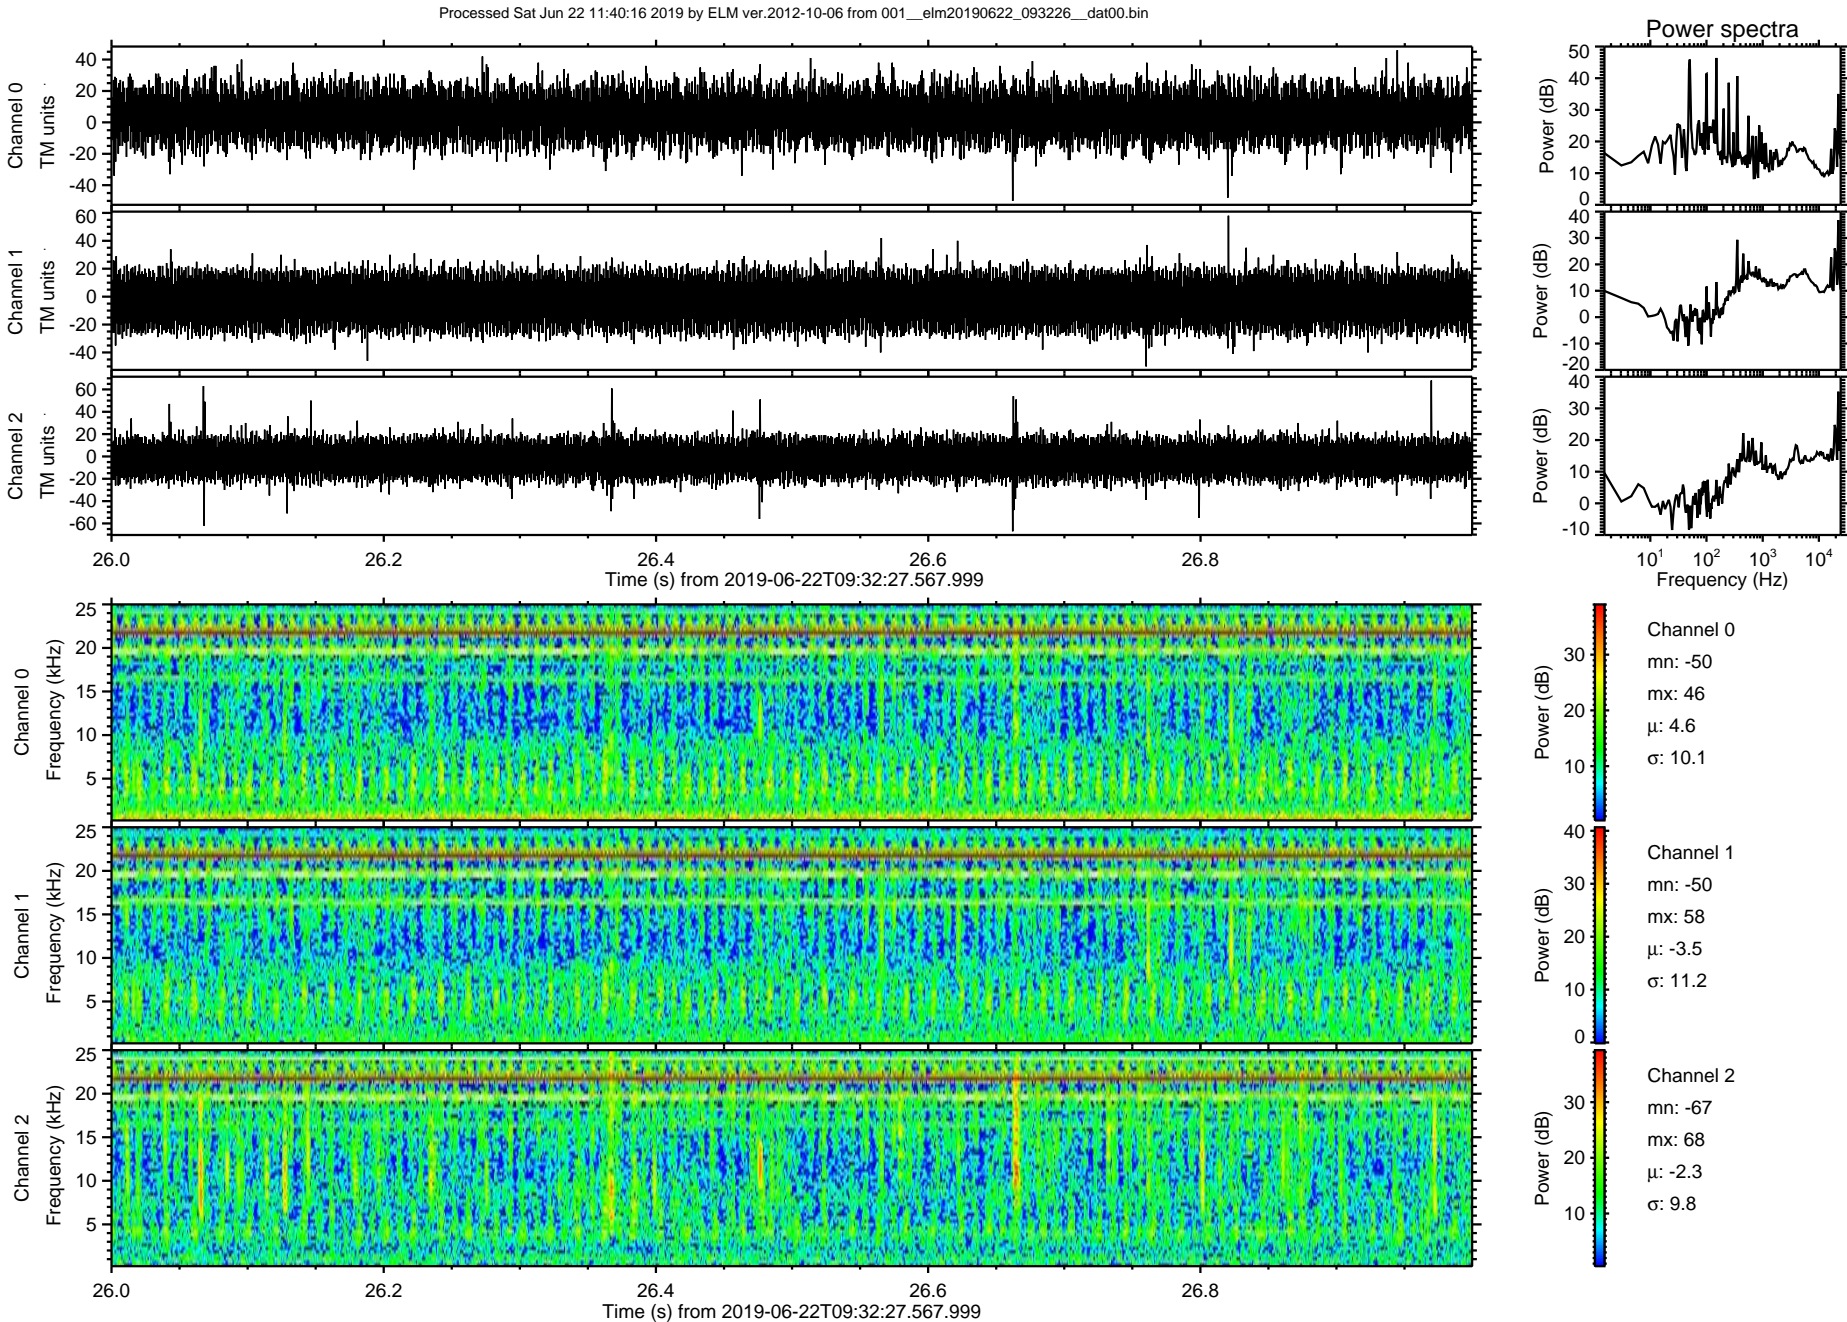 Processed Sat Jun 22 11:40:16 2019 by ELM ver.2012-10-06 from 001__elm20190622_093226__dat00.bin
Power spectra
Channel 0
TM units
40
20
0
-20
-40
Power (dB)
50
40
30
20
10
0
Channel 1
TM units
60
40
20
0
-20
-40
Power (dB)
40
30
20
10
0
-10
-20
Channel 2
TM units
60
40
20
0
-20
-40
-60
Power (dB)
40
30
20
10
0
-10
26.0 26.2 26.4 26.6 26.8
Time (s) from 2019-06-22T09:32:27.567.999
10^1 10^2 10^3 10^4
Frequency (Hz)
Channel 0
Frequency (kHz)
25
20
15
10
5
Power (dB)
30
20
10
Channel 0
mn: -50
mx: 46
μ: 4.6
σ: 10.1
Channel 1
Frequency (kHz)
25
20
15
10
5
Power (dB)
40
30
20
10
0
Channel 1
mn: -50
mx: 58
μ: -3.5
σ: 11.2
Channel 2
Frequency (kHz)
25
20
15
10
5
Power (dB)
30
20
10
Channel 2
mn: -67
mx: 68
μ: -2.3
σ: 9.8
26.0 26.2 26.4 26.6 26.8
Time (s) from 2019-06-22T09:32:27.567.999